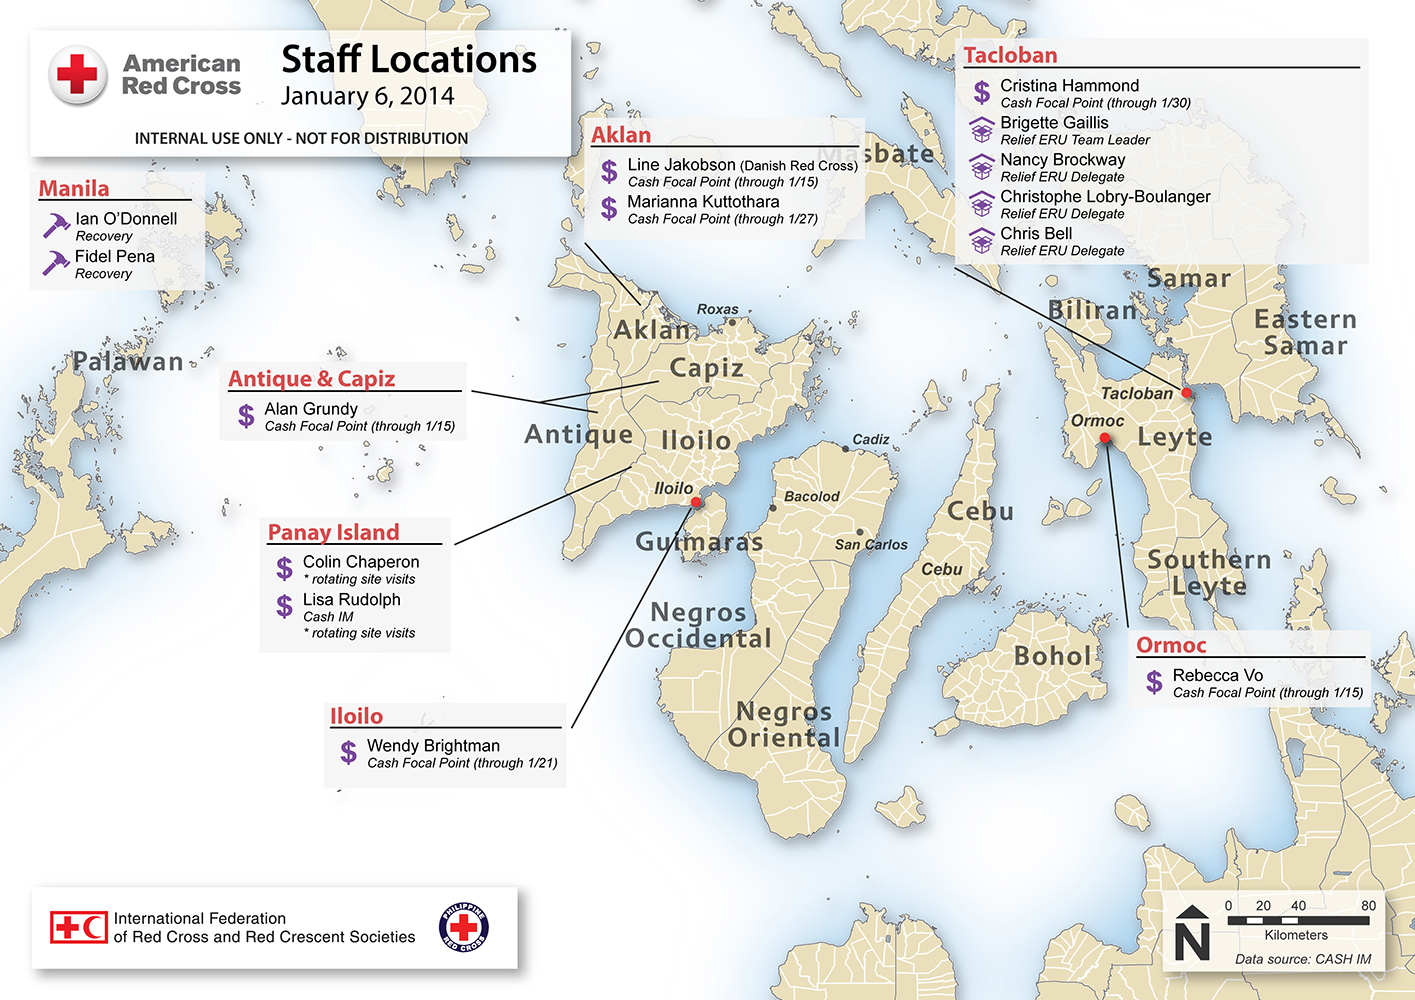 American
Red Cross
Staff Locations
January 6, 2014
INTERNAL USE ONLY - NOT FOR DISTRIBUTION
Manila
Ian O'Donnell
Recovery
Fidel Pena
Recovery
Aklan
Line Jakobson (Danish Red Cross)
Cash Focal Point (through 1/15)
Marianna Kuttothara
Cash Focal Point (through 1/27)
Tacloban
Cristina Hammond
Cash Focal Point (through 1/30)
Brigette Gaillis
Relief ERU Team Leader
Nancy Brockway
Relief ERU Delegate
Christophe Lobry-Boulanger
Relief ERU Delegate
Chris Bell
Relief ERU Delegate
Masbate
Samar
Biliran
Eastern
Samar
Palawan
Roxas
Aklan
Capiz
Antique & Capiz
Alan Grundy
Cash Focal Point (through 1/15)
Antique
Iloilo
Iloilo
Cadiz
Bacolod
San Carlos
Tacloban
Ormoc
Leyte
Guimaras
Cebu
Cebu
Southern
Leyte
Panay Island
Colin Chaperon
* rotating site visits
Lisa Rudolph
Cash IM
* rotating site visits
Negros
Occidental
Bohol
Ormoc
Rebecca Vo
Cash Focal Point (through 1/15)
Iloilo
Wendy Brightman
Cash Focal Point (through 1/21)
Negros
Oriental
International Federation
of Red Cross and Red Crescent Societies
PHILIPPINE
RED CROSS
N
0 20 40 80
Kilometers
Data source: CASH IM